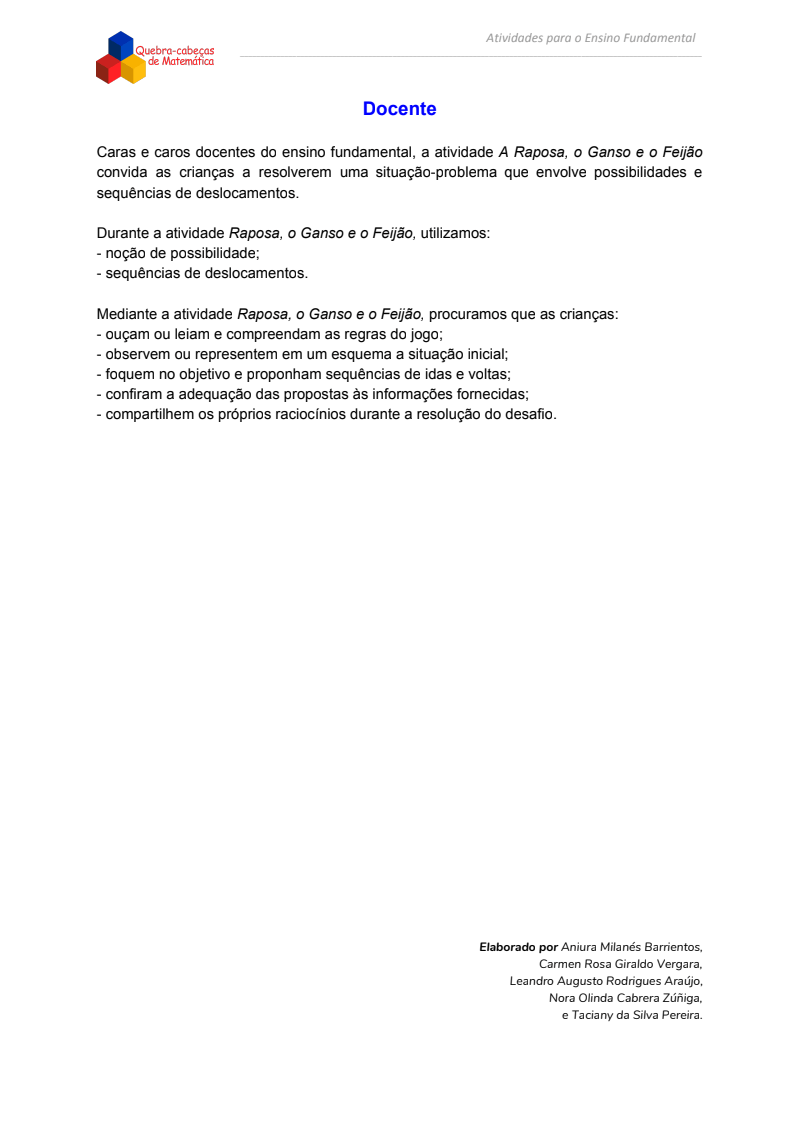 Quebra-cabeças
de Matemática
Atividades para o Ensino Fundamental
Docente
Caras e caros docentes do ensino fundamental, a atividade A Raposa, o Ganso e o Feijão
convida as crianças a resolverem uma situação-problema que envolve possibilidades e
sequências de deslocamentos.
Durante a atividade Raposa, o Ganso e o Feijão, utilizamos:
- noção de possibilidade;
- sequências de deslocamentos.
Mediante a atividade Raposa, o Ganso e o Feijão, procuramos que as crianças:
- ouçam ou leiam e compreendam as regras do jogo;
- observem ou representem em um esquema a situação inicial;
- foquem no objetivo e proponham sequências de idas e voltas;
- confiram a adequação das propostas às informações fornecidas;
- compartilhem os próprios raciocínios durante a resolução do desafio.
Elaborado por Aniura Milanés Barrientos,
Carmen Rosa Giraldo Vergara,
Leandro Augusto Rodrigues Araújo,
Nora Olinda Cabrera Zúñiga,
e Taciany da Silva Pereira.